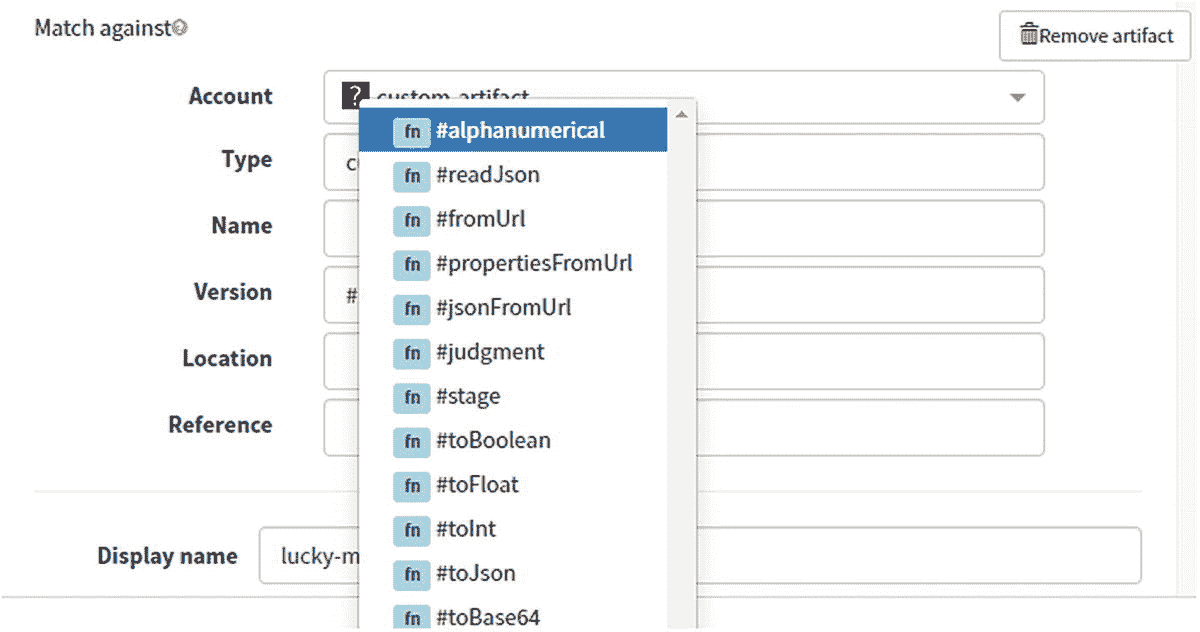 Match against
Remove artifact
Account ? custom-artifact
Type c
Name
Version #
Location
Reference
Display name lucky-m
fn #alphanumerical
fn #readJson
fn #fromUrl
fn #propertiesFromUrl
fn #jsonFromUrl
fn #judgment
fn #stage
fn #toBoolean
fn #toFloat
fn #toInt
fn #toJson
fn #toBase64